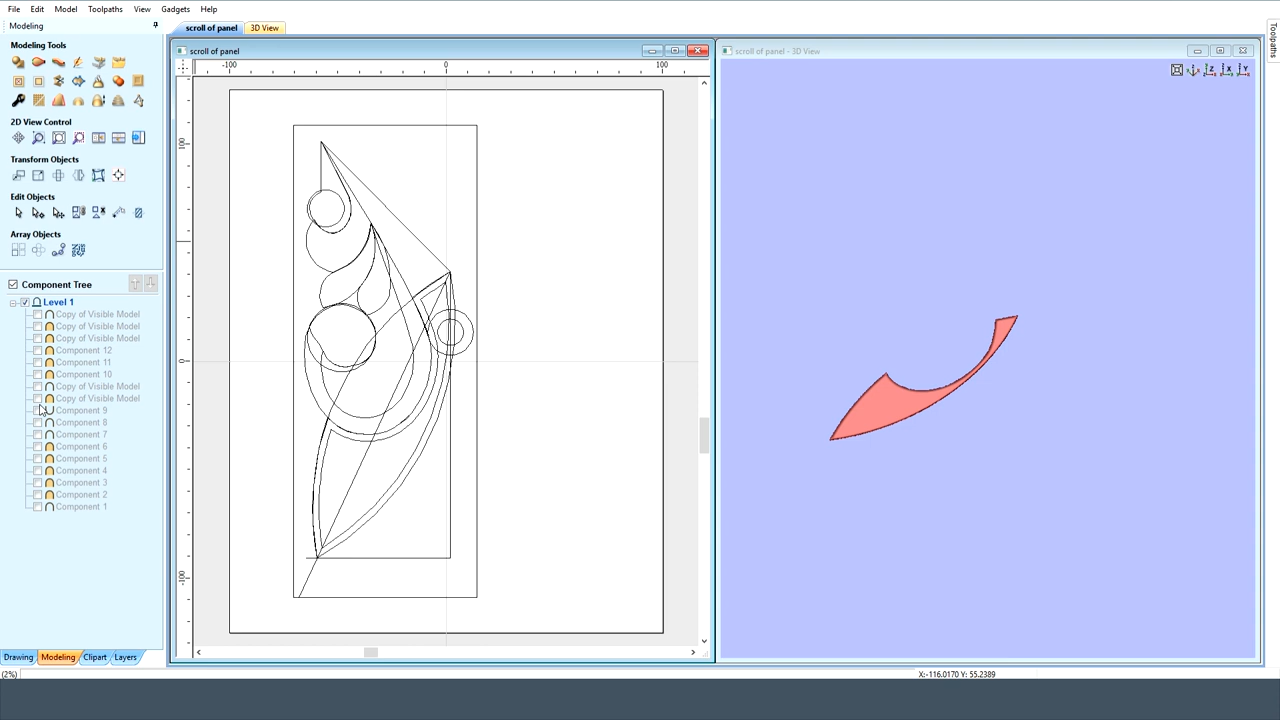 File Edit Model Toolpaths View Gadgets Help
Modeling
scroll of panel 3D View
Toolpaths
Modeling Tools
scroll of panel
scroll of panel - 3D View
-100 0 100
2D View Control
Transform Objects
Edit Objects
Array Objects
Component Tree
Level 1
Copy of Visible Model
Copy of Visible Model
Copy of Visible Model
Component 12
Component 11
Component 10
Copy of Visible Model
Copy of Visible Model
Component 9
Component 8
Component 7
Component 6
Component 5
Component 4
Component 3
Component 2
Component 1
100
0
-100
Drawing Modeling Clipart Layers
(2%)
X:-116.0170 Y: 55.2389